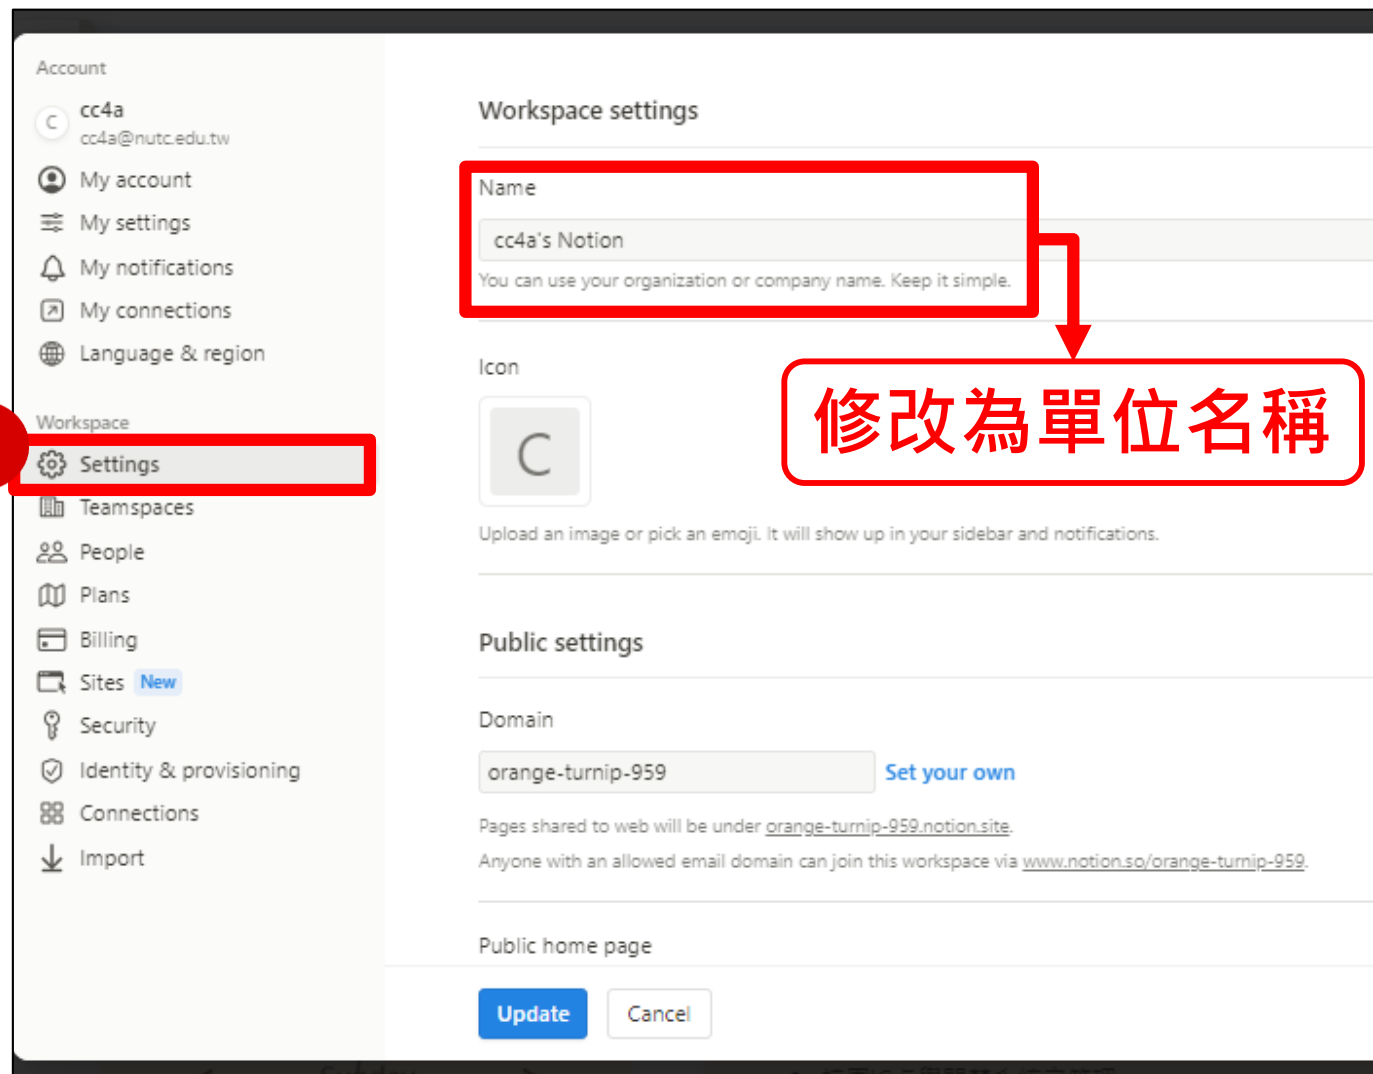 Account
C
cc4a
cc4a@nutc.edu.tw
My account
My settings
My notifications
My connections
Language & region
Workspace
Settings
Teamspaces
People
Plans
Billing
Sites New
Security
Identity & provisioning
Connections
Import
Workspace settings
Name
cc4a's Notion
You can use your organization or company name. Keep it simple.
修改為單位名稱
Icon
C
Upload an image or pick an emoji. It will show up in your sidebar and notifications.
Public settings
Domain
orange-turnip-959 Set your own
Pages shared to web will be under orange-turnip-959.notion.site.
Anyone with an allowed email domain can join this workspace via www.notion.so/orange-turnip-959.
Public home page
Update Cancel